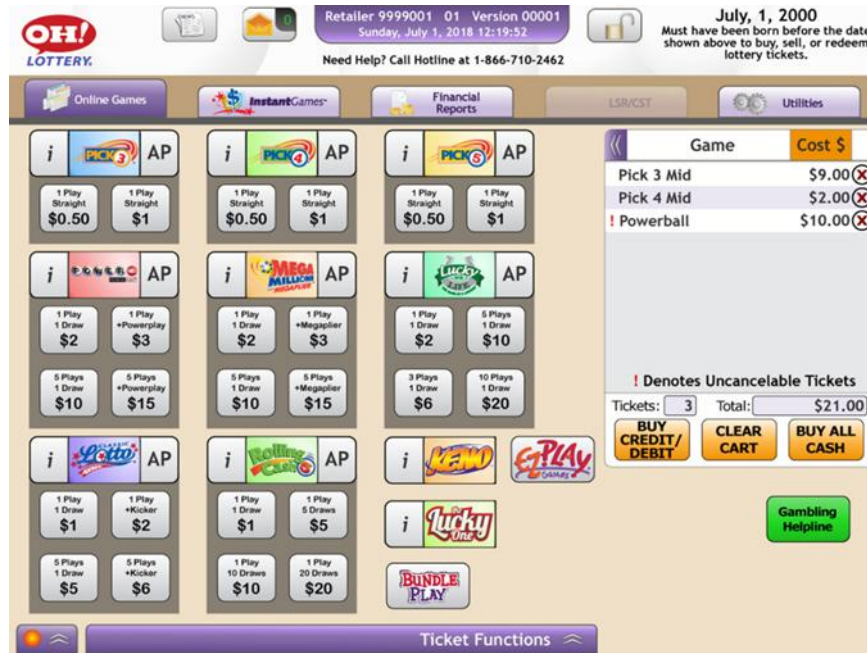 OH!
LOTTERY.
NEWS
0
Retailer 9999001 01 Version 00001
Sunday, July 1, 2018 12:19:52
Need Help? Call Hotline at 1-866-710-2462
July, 1, 2000
Must have been born before the date
shown above to buy, sell, or redeem
lottery tickets.
Online Games
InstantGames
Financial
Reports
LSR/CST
Utilities
i PICK 3 AP
1 Play
Straight
$0.50
1 Play
Straight
$1
i PICK 4 AP
1 Play
Straight
$0.50
1 Play
Straight
$1
i PICK 5 AP
1 Play
Straight
$0.50
1 Play
Straight
$1
i POWER AP
1 Play
1 Draw
$2
1 Play
+Powerplay
$3
5 Plays
1 Draw
$10
5 Plays
+Powerplay
$15
i MEGA MILLIONS MEGAPLIER AP
1 Play
1 Draw
$2
1 Play
+Megaplier
$3
5 Plays
1 Draw
$10
5 Plays
+Megaplier
$15
i Lucky LIFE AP
1 Play
1 Draw
$2
5 Plays
1 Draw
$10
3 Plays
1 Draw
$6
10 Plays
1 Draw
$20
i CLASSIC Lotto AP
1 Play
1 Draw
$1
1 Play
+Kicker
$2
5 Plays
1 Draw
$5
5 Plays
+Kicker
$6
i Rolling Cash 5 AP
1 Play
1 Draw
$1
1 Play
5 Draws
$5
1 Play
10 Draws
$10
1 Play
20 Draws
$20
i KENO
EZPLAY
GAMES
i The Lucky One
BUNDLE
PLAY
Game Cost $
Pick 3 Mid $9.00 X
Pick 4 Mid $2.00 X
! Powerball $10.00 X
! Denotes Uncancelable Tickets
Tickets: 3 Total: $21.00
BUY
CREDIT/
DEBIT
CLEAR
CART
BUY ALL
CASH
Gambling
Helpline
Ticket Functions